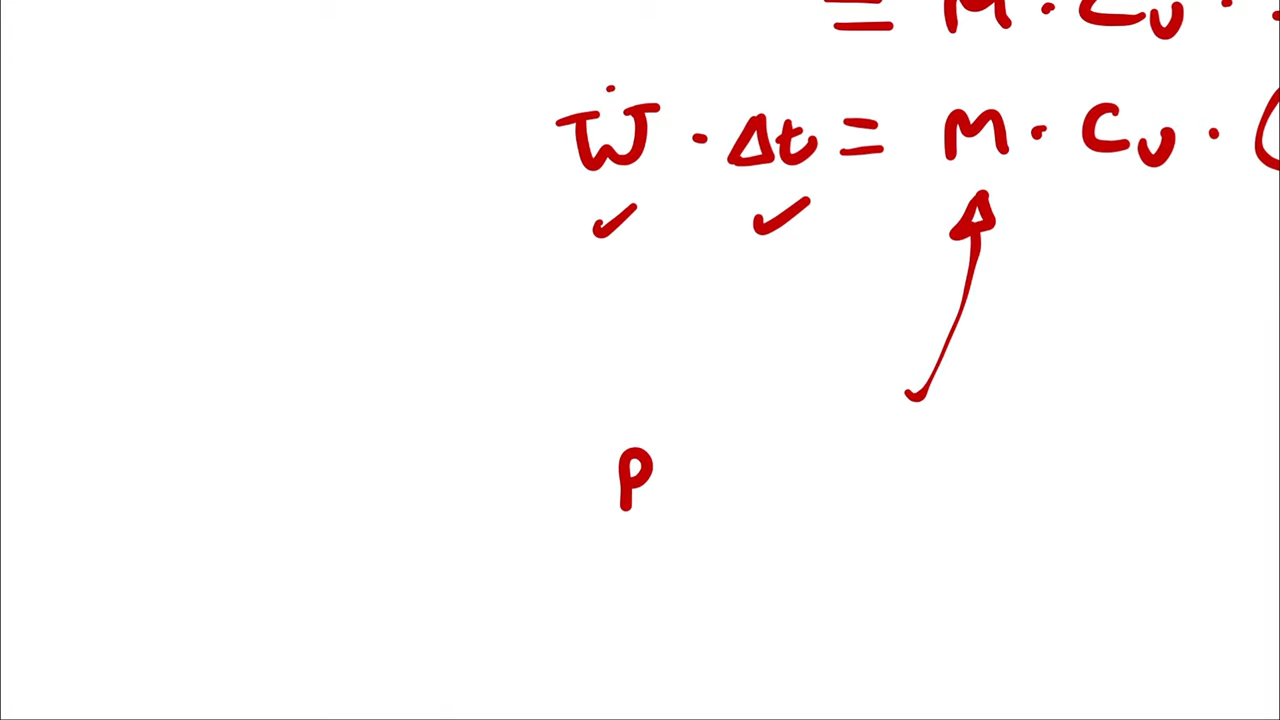 = M · Cv ·
Ẇ · Δt = M · Cv · (
P